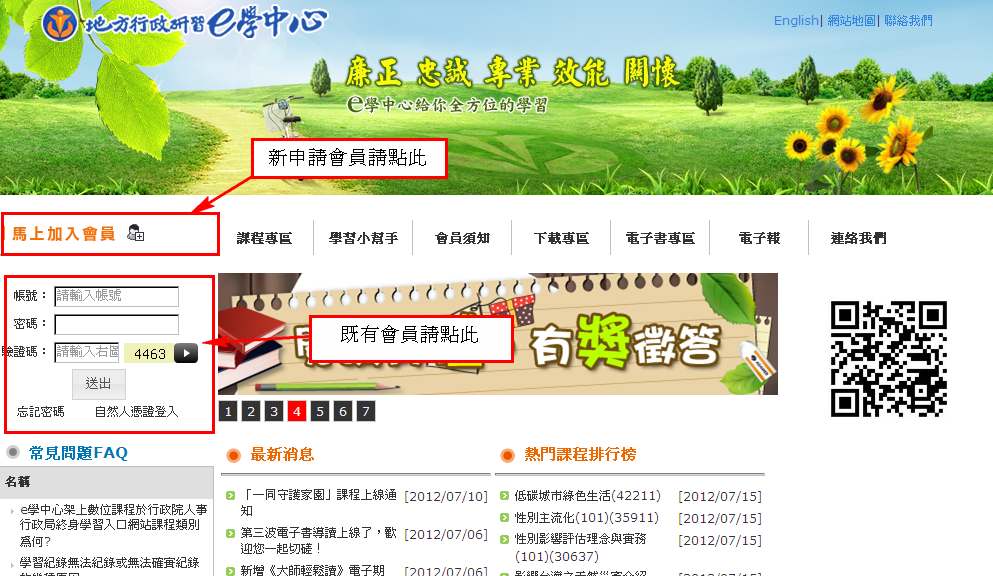 地方行政研習e學中心
English| 網站地圖| 聯絡我們
廉正 忠誠 專業 效能 關懷
e學中心給你全方位的學習
新申請會員請點此
馬上加入會員
課程專區
學習小幫手
會員須知
下載專區
電子書專區
電子報
連絡我們
帳號：
請輸入帳號
密碼：
驗證碼：
請輸入右
4463
送出
忘記密碼
自然人憑證登入
既有會員請點此
有獎徵答
1 2 3 4 5 6 7
常見問題FAQ
名稱
e學中心架上數位課程於行政院人事
行政局終身學習入口網站課程類別
為何?
學習紀錄無法紀錄或無法確實紀錄
最新消息
「一同守護家園」課程上線通 [2012/07/10]
知
第三波電子書導讀上線了，歡 [2012/07/06]
迎您一起切磋！
新增《大師輕鬆讀》電子期 [2012/07/06]
熱門課程排行榜
低碳城市綠色生活(42211) [2012/07/15]
性別主流化(101)(35911) [2012/07/15]
性別影響評估理念與實務 [2012/07/15]
(101)(30637)
[2012/07/15]